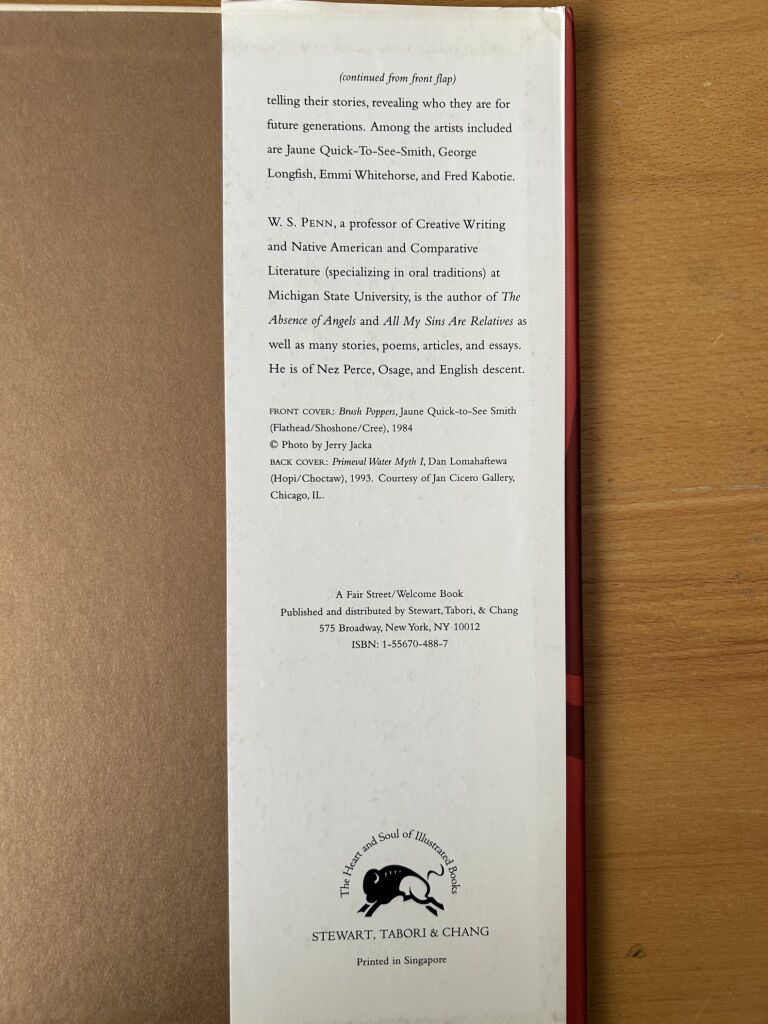 (continued from front flap)
telling their stories, revealing who they are for
future generations. Among the artists included
are Jaune Quick-To-See-Smith, George
Longfish, Emmi Whitehorse, and Fred Kabotie.
W. S. PENN, a professor of Creative Writing
and Native American and Comparative
Literature (specializing in oral traditions) at
Michigan State University, is the author of The
Absence of Angels and All My Sins Are Relatives as
well as many stories, poems, articles, and essays.
He is of Nez Perce, Osage, and English descent.
FRONT COVER: Brush Poppers, Jaune Quick-to-See Smith
(Flathead/Shoshone/Cree), 1984
© Photo by Jerry Jacka
BACK COVER: Primeval Water Myth I, Dan Lomahaftewa
(Hopi/Choctaw), 1993. Courtesy of Jan Cicero Gallery,
Chicago, IL.
A Fair Street/Welcome Book
Published and distributed by Stewart, Tabori, & Chang
575 Broadway, New York, NY 10012
ISBN: 1-55670-488-7
The Heart and Soul of Illustrated Books
STEWART, TABORI & CHANG
Printed in Singapore